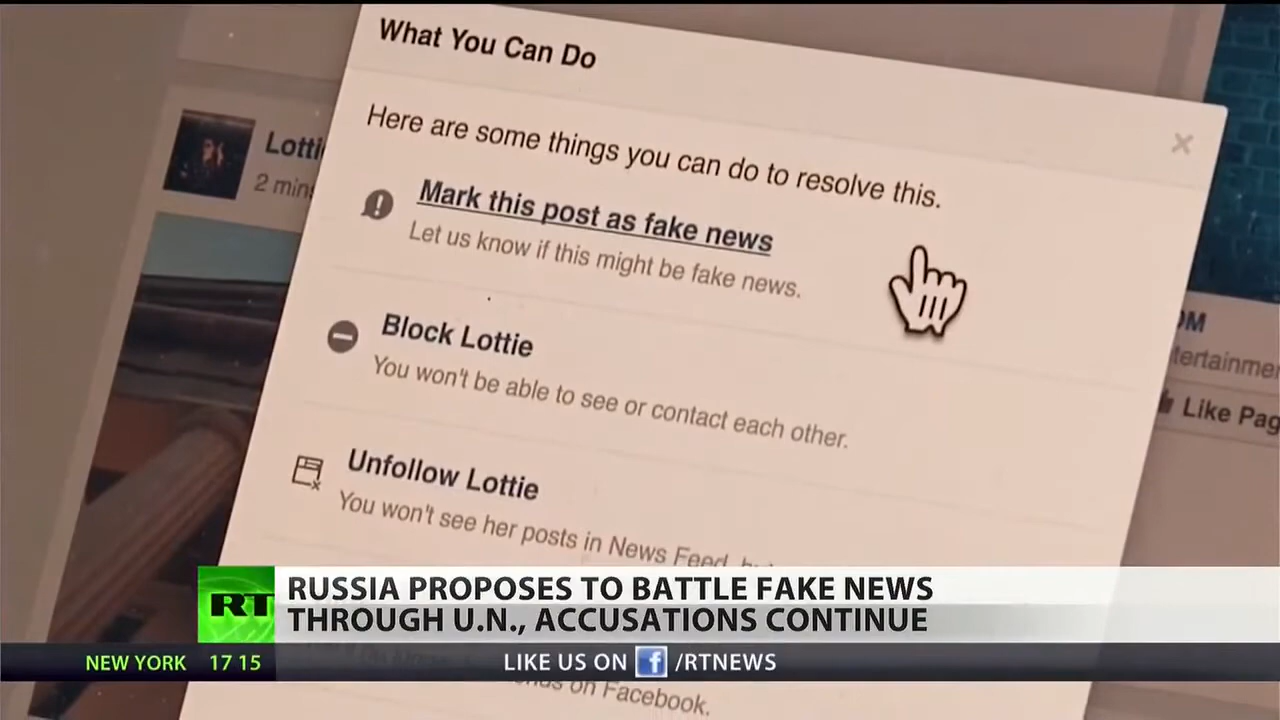 What You Can Do
Here are some things you can do to resolve this.
2 mins
Mark this post as fake news
Let us know if this might be fake news.
Block Lottie
You won't be able to see or contact each other.
Like Pag
Unfollow Lottie
You won't see her posts in News Feed,
RT
RUSSIA PROPOSES TO BATTLE FAKE NEWS
THROUGH U.N., ACCUSATIONS CONTINUE
NEW YORK 17 15
LIKE US ON f /RTNEWS
on Facebook.